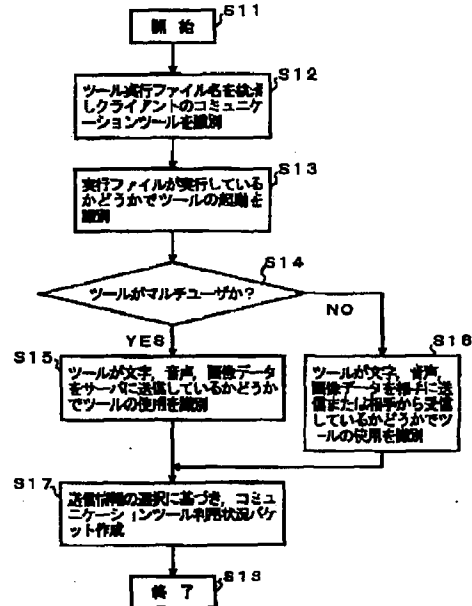 S11
開始
S12
ツール実行ファイル名を検索
しクライアントのコミュニケ
ーションツールを識別
S13
実行ファイルが実行している
かどうかでツールの起動を
識別
S14
ツールがマルチユーザか?
NO
YES
S15
ツールが文字、音声、画像データ
をサーバに送信しているかどうか
でツールの使用を識別
S16
ツールが文字、音声、
画像データを相手に送
信または相手から受信
しているかどうかでツ
ールの使用を識別
S17
送信情報の選択に基づき、コミュ
ニケーションツール利用状況パケ
ット作成
S18
終了